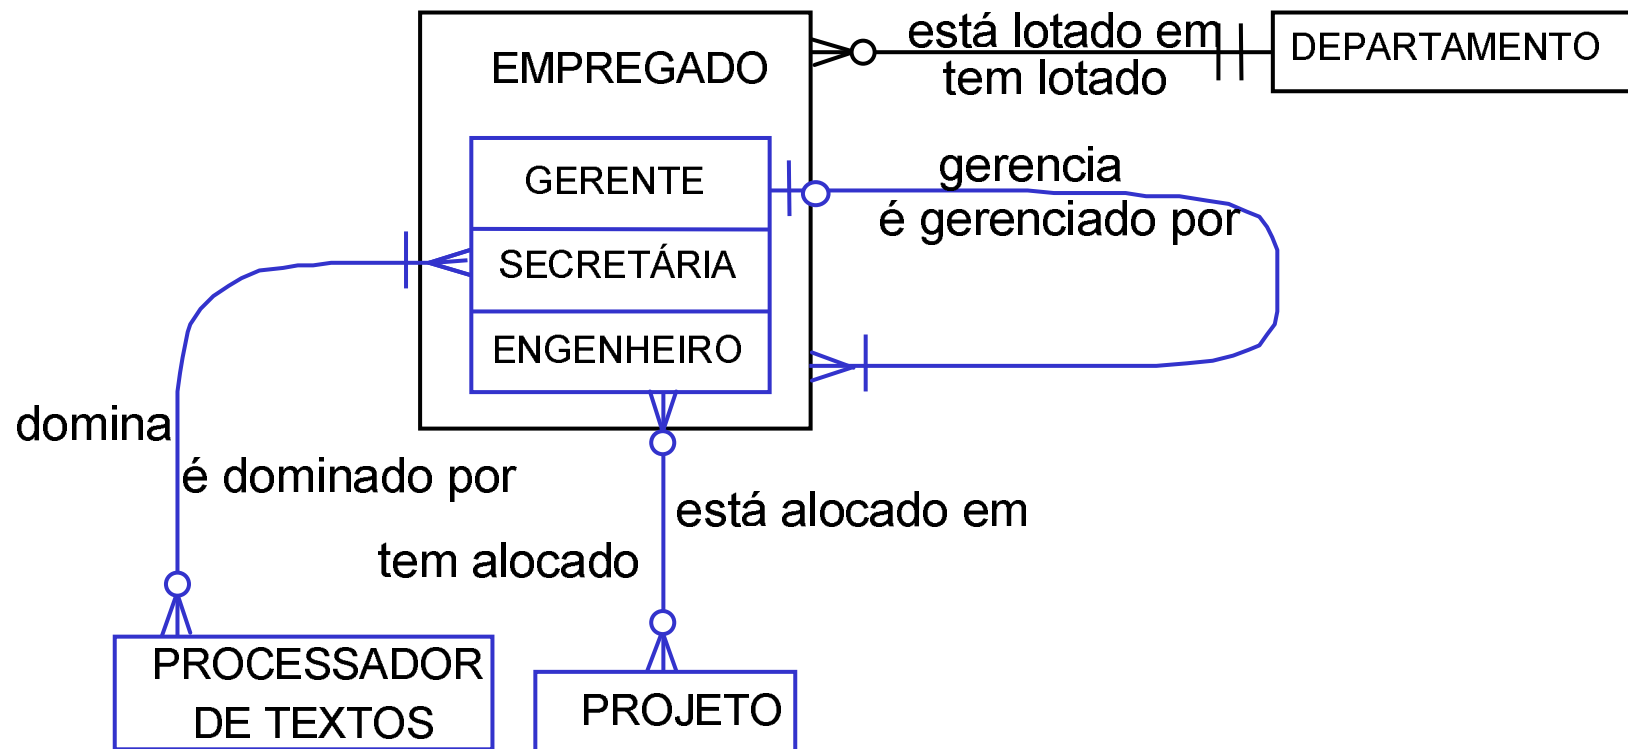 está lotado em
EMPREGADO
DEPARTAMENTO
tem lotado
gerencia
GERENTE
é gerenciado por
SECRETÁRIA
ENGENHEIRO
domina
é dominado por
está alocado em
tem alocado
PROCESSADOR
DE TEXTOS
PROJETO